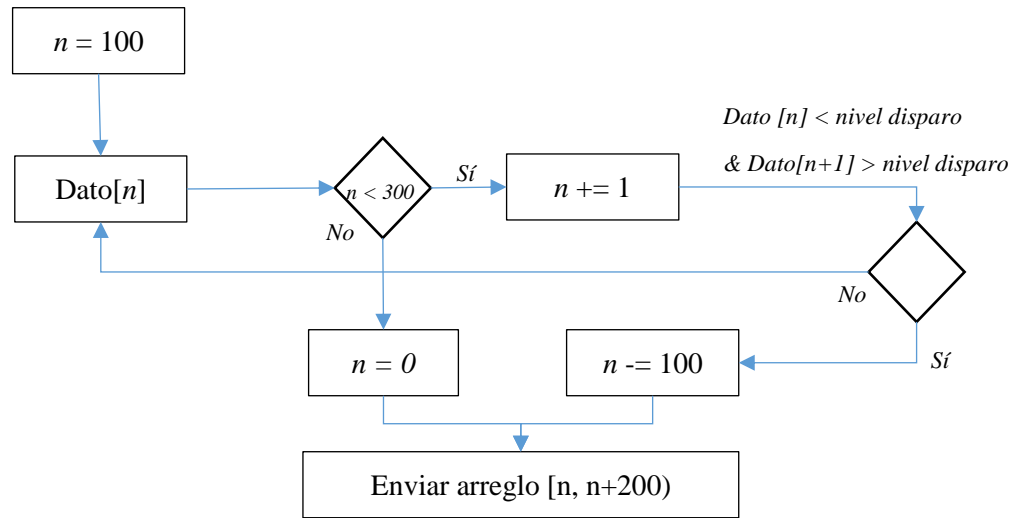 n = 100
Dato [n] < nivel disparo
& Dato[n+1] > nivel disparo
Dato[n]
n < 300
Sí
n += 1
No
No
n = 0
n -= 100
Sí
Enviar arreglo [n, n+200)